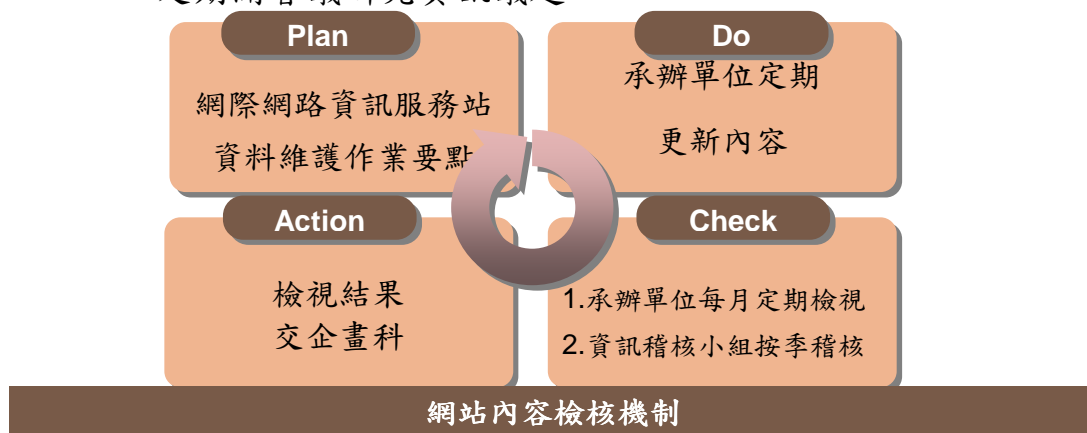 Plan
網際網路資訊服務站
資料維護作業要點
Do
承辦單位定期
更新內容
Action
檢視結果
交企畫科
Check
1.承辦單位每月定期檢視
2.資訊稽核小組按季稽核
網站內容檢核機制